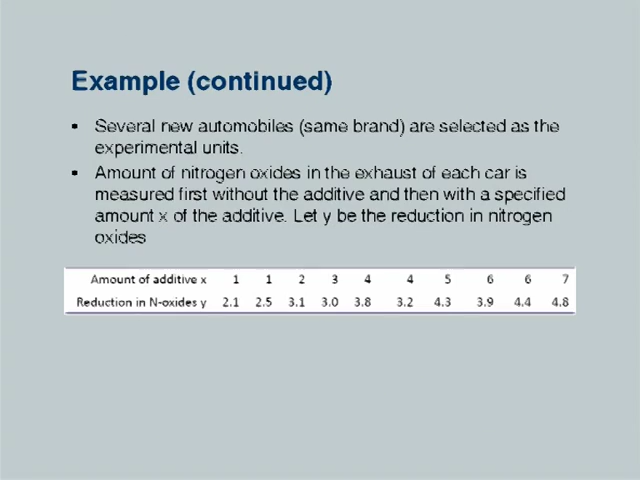 Example (continued)
• Several new automobiles (same brand) are selected as the
experimental units.
• Amount of nitrogen oxides in the exhaust of each car is
measured first without the additive and then with a specified
amount x of the additive. Let y be the reduction in nitrogen
oxides
Amount of additive x 1 1 2 3 4 4 5 6 6 7
Reduction in N-oxides y 2.1 2.5 3.1 3.0 3.8 3.2 4.3 3.9 4.4 4.8